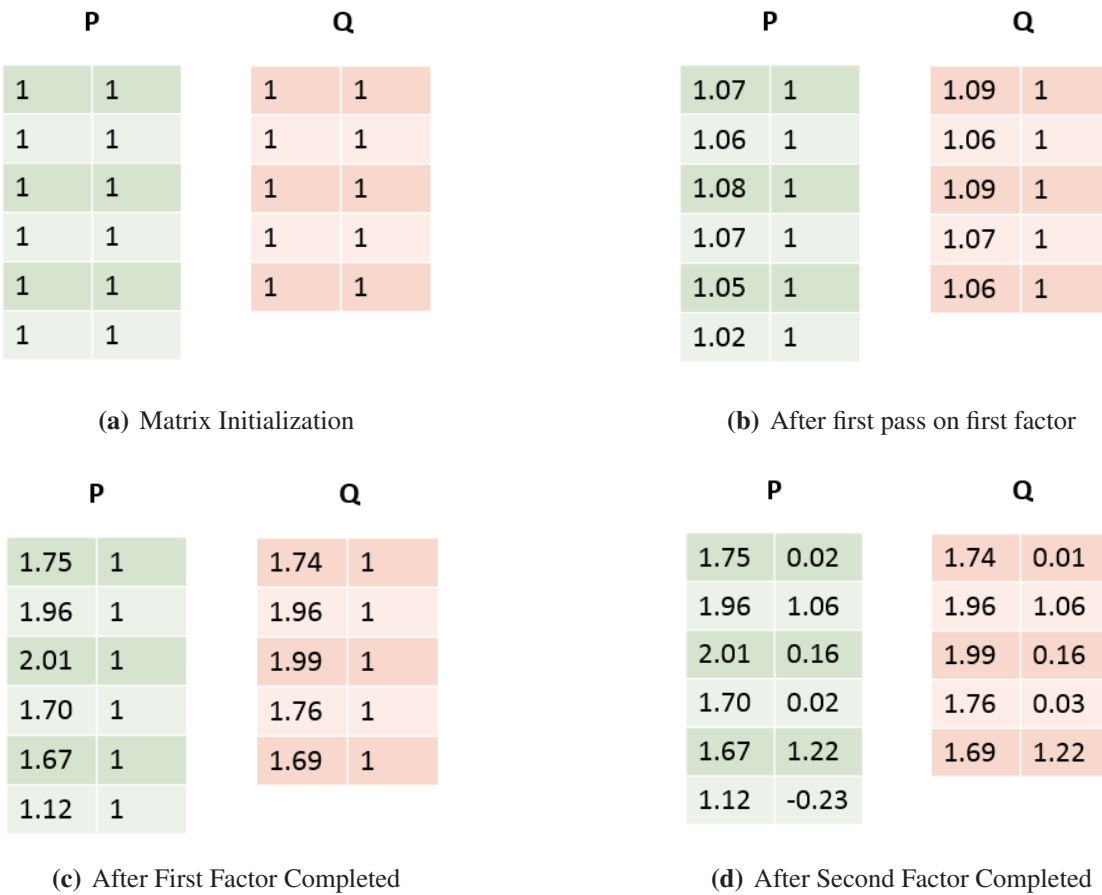 P Q
1 1 1 1
1 1 1 1
1 1 1 1
1 1 1 1
1 1 1 1
1 1
(a) Matrix Initialization
P Q
1.07 1 1.09 1
1.06 1 1.06 1
1.08 1 1.09 1
1.07 1 1.07 1
1.05 1 1.06 1
1.02 1
(b) After first pass on first factor
P Q
1.75 1 1.74 1
1.96 1 1.96 1
2.01 1 1.99 1
1.70 1 1.76 1
1.67 1 1.69 1
1.12 1
(c) After First Factor Completed
P Q
1.75 0.02 1.74 0.01
1.96 1.06 1.96 1.06
2.01 0.16 1.99 0.16
1.70 0.02 1.76 0.03
1.67 1.22 1.69 1.22
1.12 -0.23
(d) After Second Factor Completed